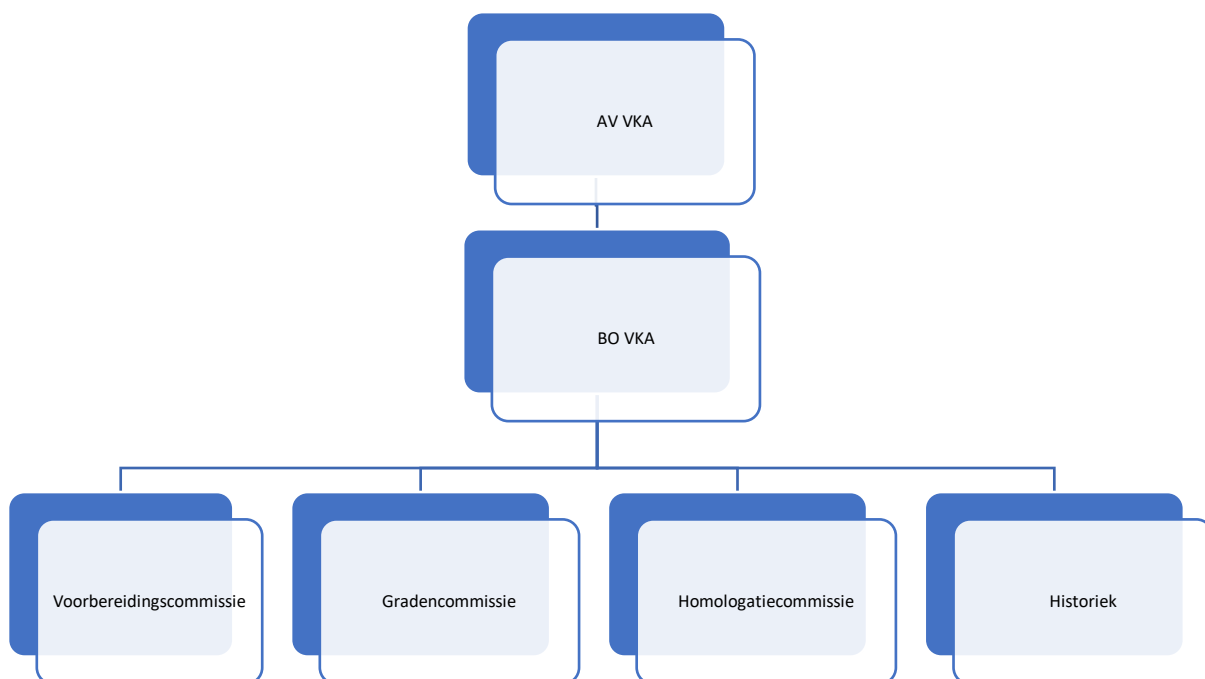 AV VKA
BO VKA
Voorbereidingscommissie
Gradencommissie
Homologatiecommissie
Historiek